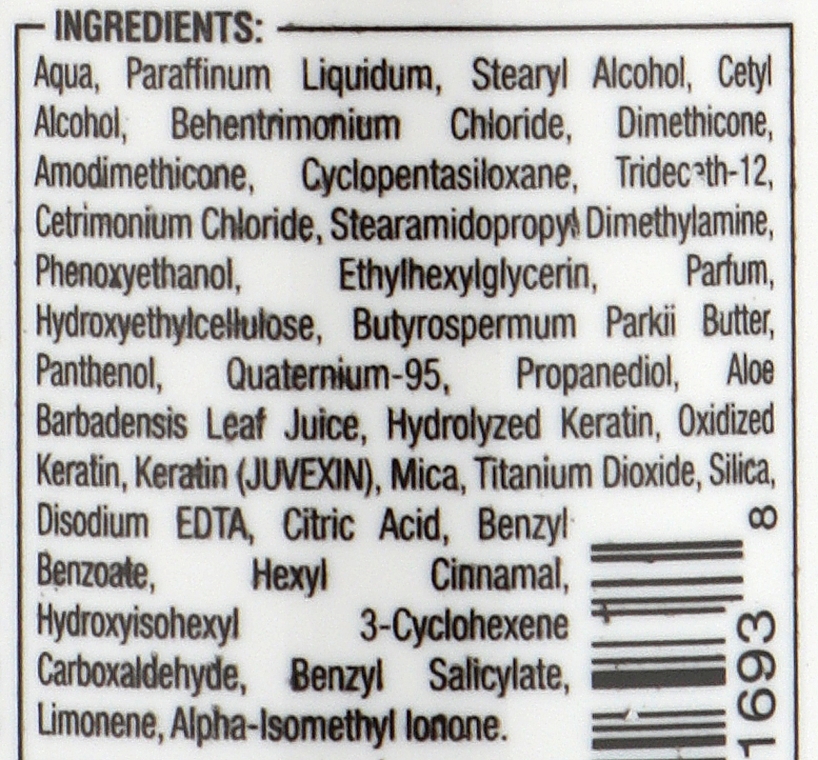 INGREDIENTS:
Aqua, Paraffinum Liquidum, Stearyl Alcohol, Cetyl
Alcohol, Behentrimonium Chloride, Dimethicone,
Amodimethicone, Cyclopentasiloxane, Trideceth-12,
Cetrimonium Chloride, Stearamidopropyl Dimethylamine,
Phenoxyethanol, Ethylhexylglycerin, Parfum,
Hydroxyethylcellulose, Butyrospermum Parkii Butter,
Panthenol, Quaternium-95, Propanediol, Aloe
Barbadensis Leaf Juice, Hydrolyzed Keratin, Oxidized
Keratin, Keratin (JUVEXIN), Mica, Titanium Dioxide, Silica,
Disodium EDTA, Citric Acid, Benzyl
Benzoate, Hexyl Cinnamal,
Hydroxyisohexyl 3-Cyclohexene
Carboxaldehyde, Benzyl Salicylate,
Limonene, Alpha-Isomethyl Ionone.
1693 8